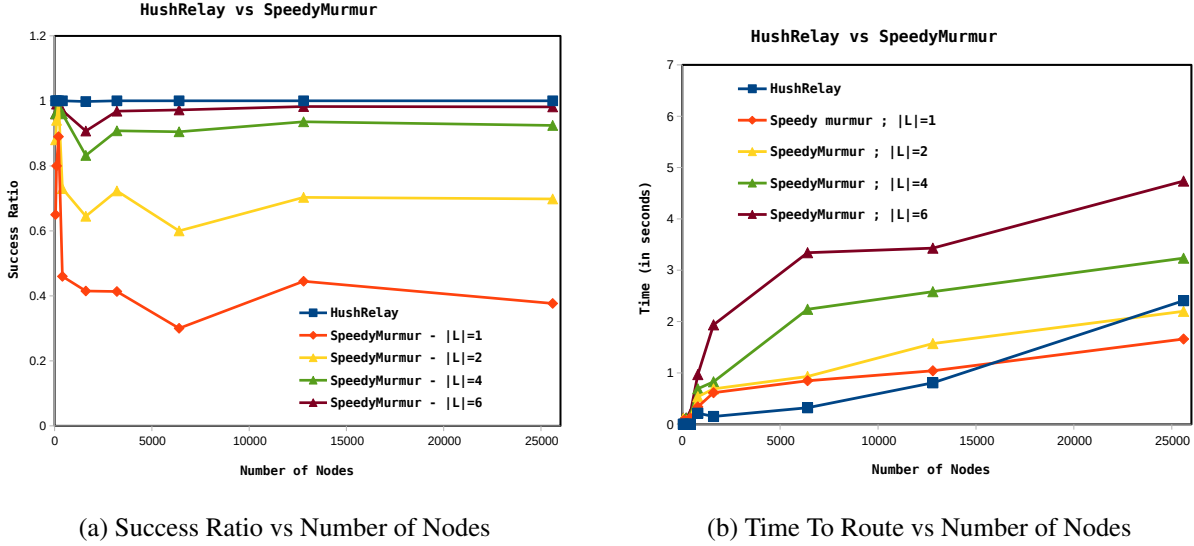 HushRelay vs SpeedyMurmur
1.2
1
0.8
0.6
0.4
0.2
0
Success Ratio
HushRelay
SpeedyMurmur - |L|=1
SpeedyMurmur - |L|=2
SpeedyMurmur - |L|=4
SpeedyMurmur - |L|=6
0 5000 10000 15000 20000 25000
Number of Nodes
(a) Success Ratio vs Number of Nodes
HushRelay vs SpeedyMurmur
7
6
5
4
3
2
1
0
Time (in seconds)
HushRelay
Speedy murmur ; |L|=1
SpeedyMurmur ; |L|=2
SpeedyMurmur ; |L|=4
SpeedyMurmur ; |L|=6
0 5000 10000 15000 20000 25000
Number of Nodes
(b) Time To Route vs Number of Nodes